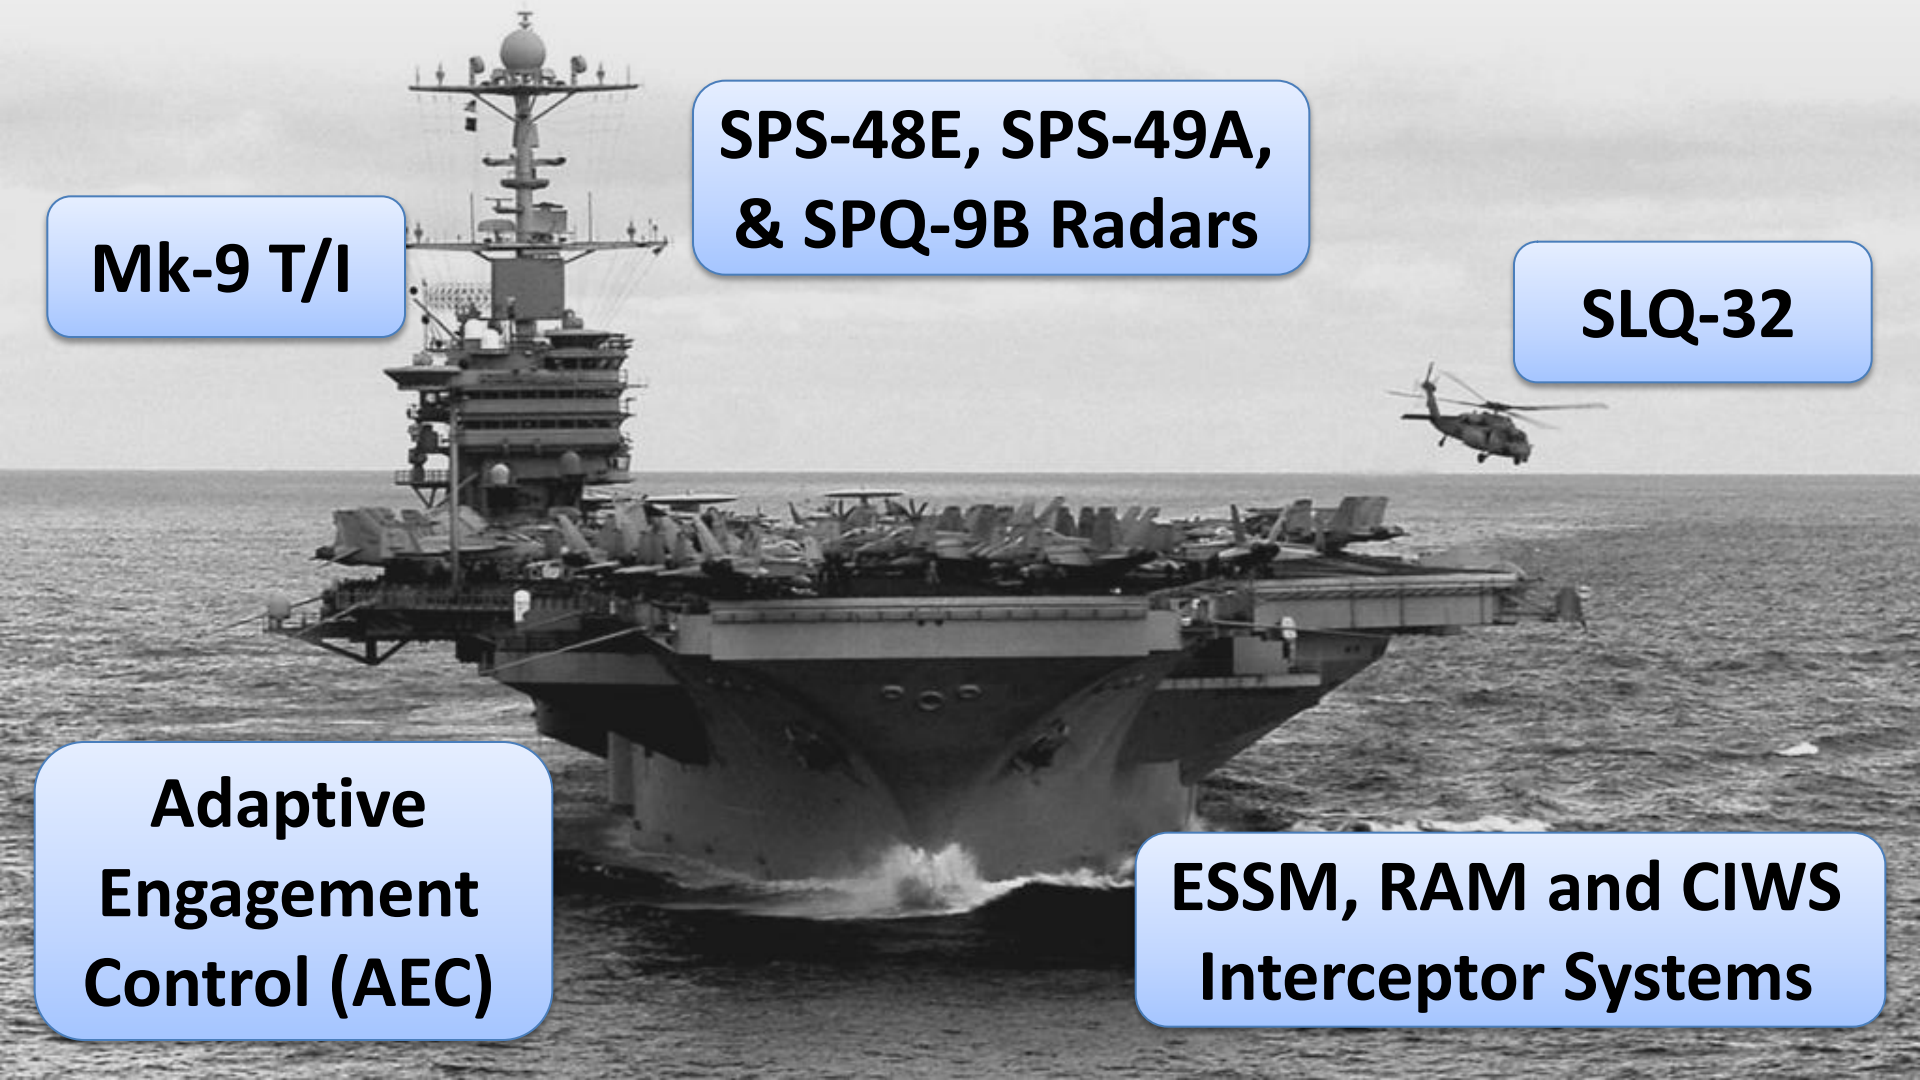 SPS-48E, SPS-49A,
& SPQ-9B Radars
Mk-9 T/I
SLQ-32
Adaptive
Engagement
Control (AEC)
ESSM, RAM and CIWS
Interceptor Systems